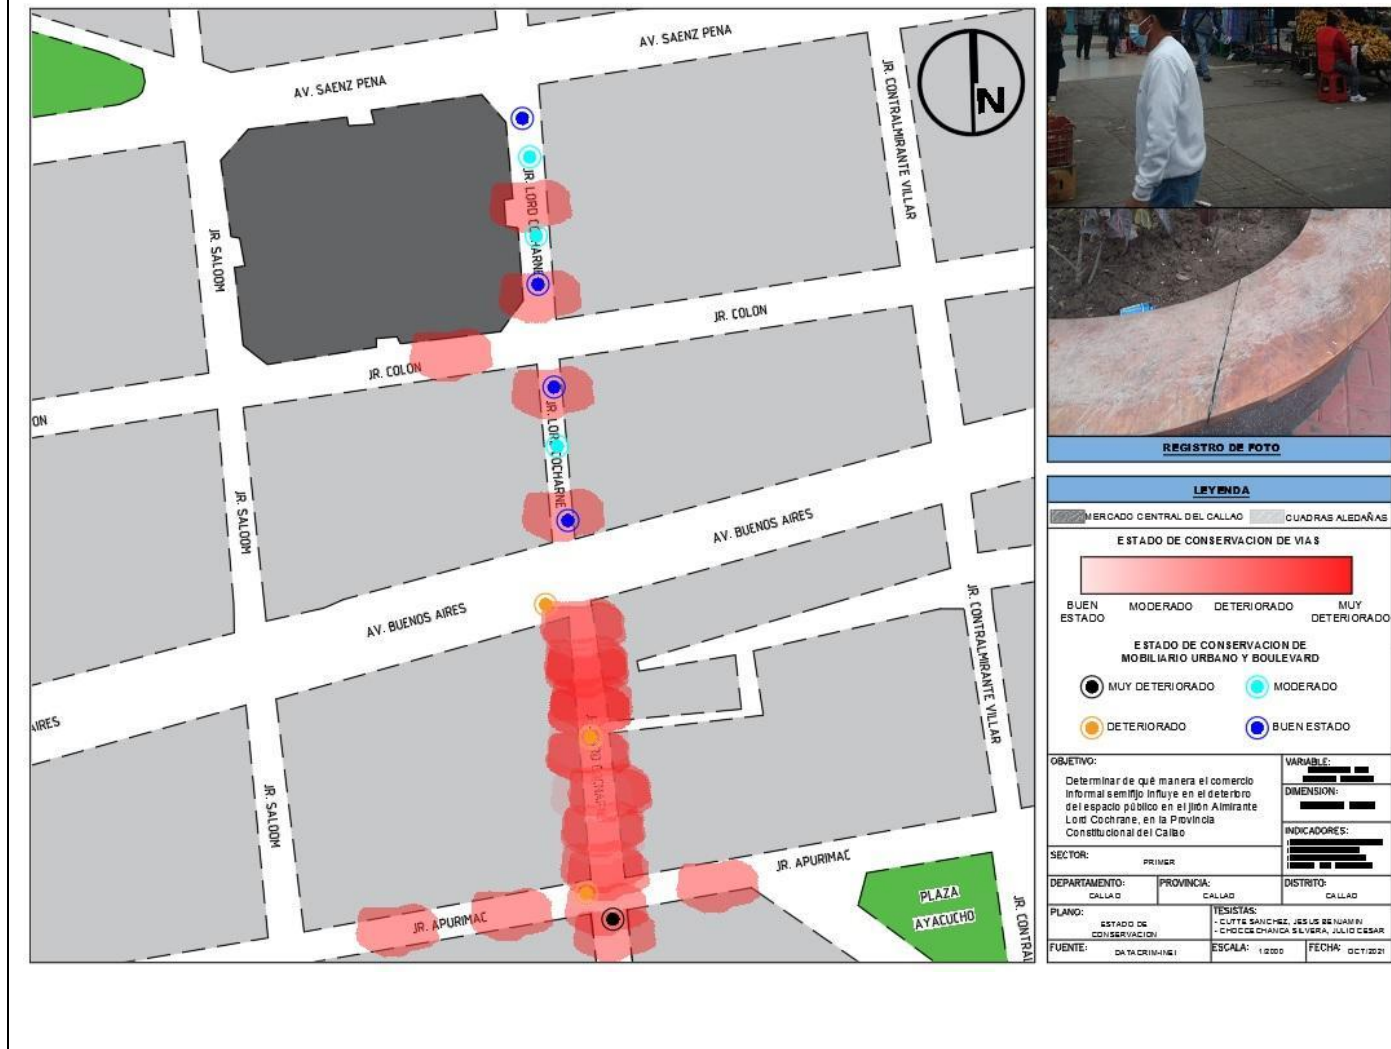 AV. SAENZ PENA
AV. SAENZ PENA
JR. CONTRALMIRANTE VILLAR
N
JR. LORD COCHARNE
JR. SALOOM
JR. COLON
JR. COLON
ON
JR. LORD COCHARNE
JR. SALOOM
AV. BUENOS AIRES
AV. BUENOS AIRES
AIRES
JR. CONTRALMIRANTE VILLAR
JR. SALOOM
JR. APURIMAC
JR. APURIMAC
PLAZA
AYACUCHO
JR. CONTRAL
REGISTRO DE FOTO
LEYENDA
MERCADO CENTRAL DEL CALLAO
CUADRAS ALEDAÑAS
ESTADO DE CONSERVACION DE VIAS
BUEN ESTADO
MODERADO
DETERIORADO
MUY DETERIORADO
ESTADO DE CONSERVACION DE
MOBILIARIO URBANO Y BOULEVARD
MUY DETERIORADO
MODERADO
DETERIORADO
BUEN ESTADO
OBJETIVO:
Determinar de qué manera el comercio
informal semifijo influye en el deterioro
del espacio público en el jirón Almirante
Lord Cochrane, en la Provincia
Constitucional del Callao
VARIABLE:
DIMENSION:
INDICADORES:
SECTOR:
PRIMER
DEPARTAMENTO:
CALLAO
PROVINCIA:
CALLAO
DISTRITO:
CALLAO
PLANO:
ESTADO DE
CONSERVACION
TESISTAS:
- CUTTE SANCHEZ, JESUS BENJAMIN
- CHOCCECHANCA SILVERA, JULIO CESAR
FUENTE:
DATACRIM-INEI
ESCALA:
1/2000
FECHA:
OCT/2021